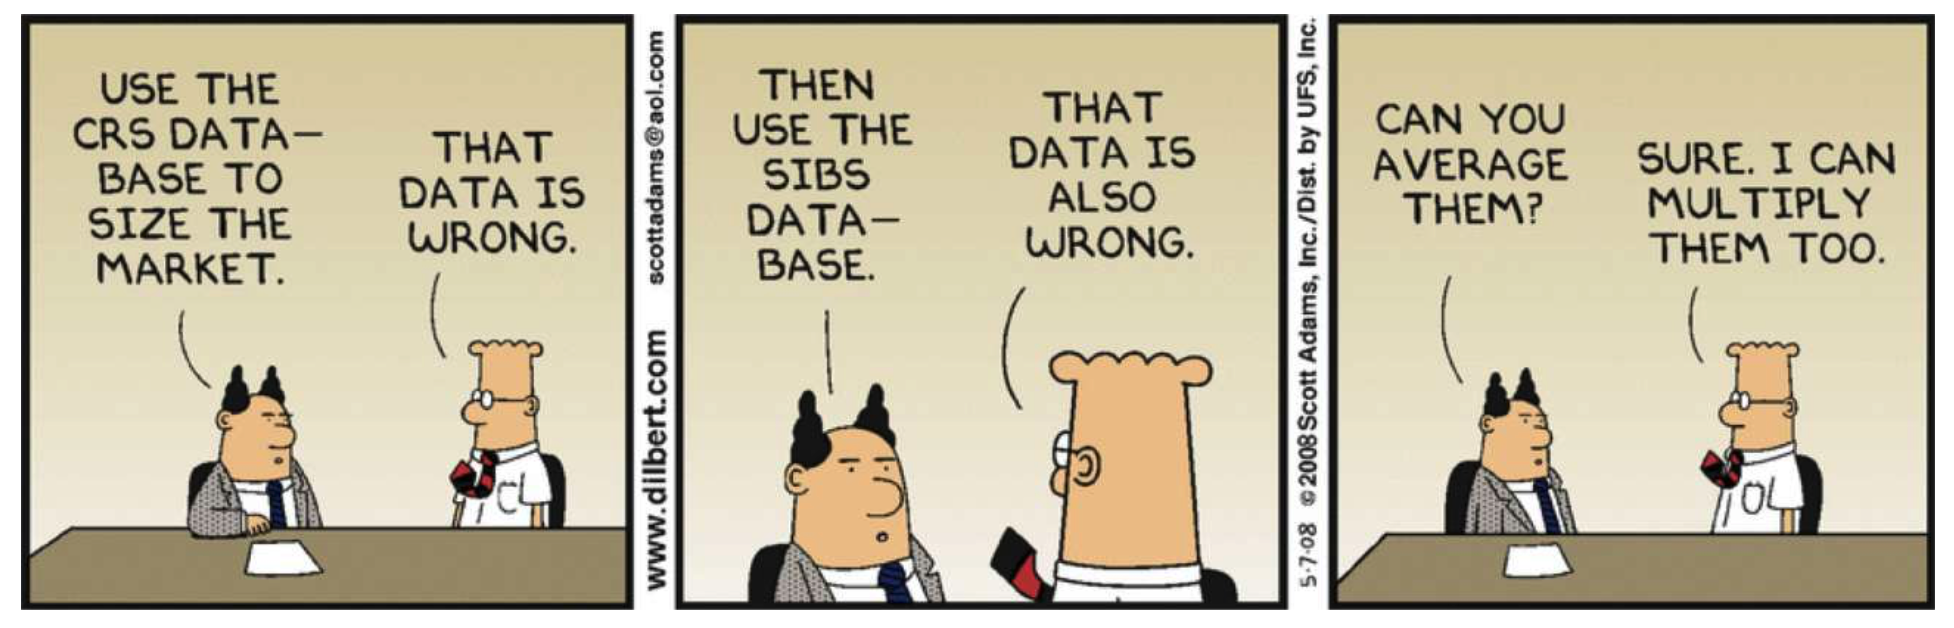 USE THE
CRS DATA-
BASE TO
SIZE THE
MARKET.
THAT
DATA IS
WRONG.
www.dilbert.com scottadams@aol.com
THEN
USE THE
SIBS
DATA-
BASE.
THAT
DATA IS
ALSO
WRONG.
5-7-08 ©2008 Scott Adams, Inc./Dist. by UFS, Inc.
CAN YOU
AVERAGE
THEM?
SURE. I CAN
MULTIPLY
THEM TOO.